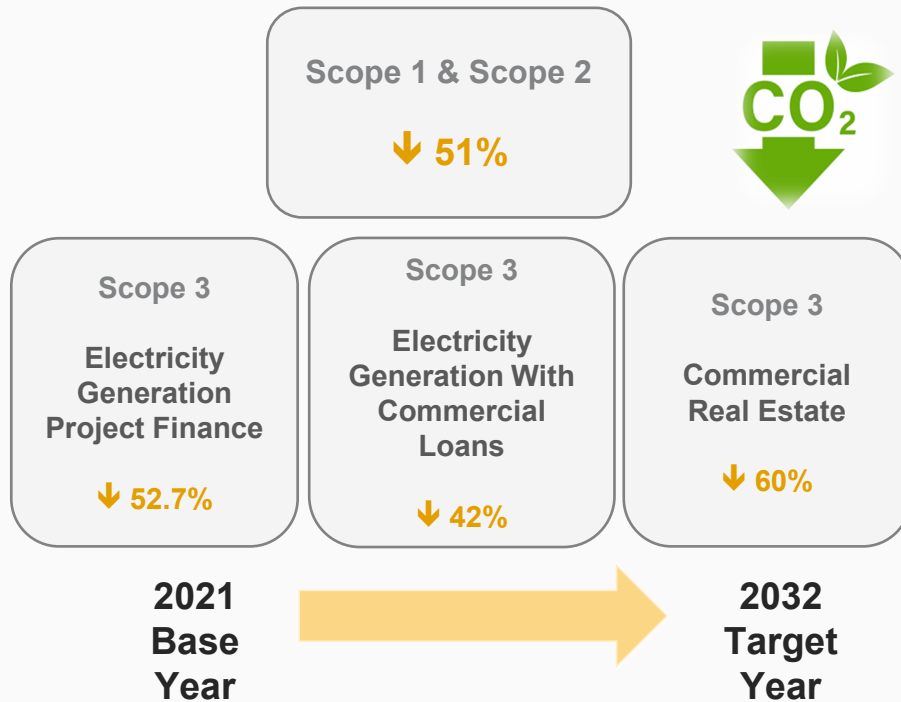 Scope 1 & Scope 2
↓ 51%
CO2
Scope 3
Electricity
Generation
Project Finance
↓ 52.7%
Scope 3
Electricity
Generation With
Commercial
Loans
↓ 42%
Scope 3
Commercial
Real Estate
↓ 60%
2021
Base
Year
2032
Target
Year